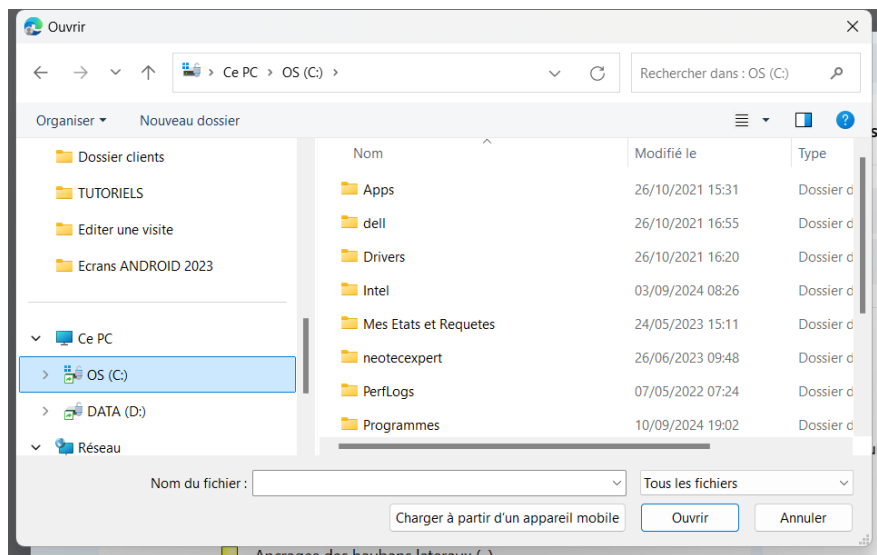 Ouvrir
Ce PC > OS (C:) >
Rechercher dans : OS (C:)
Organiser
Nouveau dossier
Dossier clients
TUTORIELS
Editer une visite
Ecrans ANDROID 2023
Ce PC
OS (C:)
DATA (D:)
Réseau
Nom Modifié le Type
Apps 26/10/2021 15:31 Dossier d
dell 26/10/2021 16:55 Dossier d
Drivers 26/10/2021 16:20 Dossier d
Intel 03/09/2024 08:26 Dossier d
Mes Etats et Requetes 24/05/2023 15:11 Dossier d
neotecexpert 26/06/2023 09:48 Dossier d
PerfLogs 07/05/2022 07:24 Dossier d
Programmes 10/09/2024 19:02 Dossier d
Nom du fichier :
Tous les fichiers
Charger à partir d'un appareil mobile
Ouvrir
Annuler